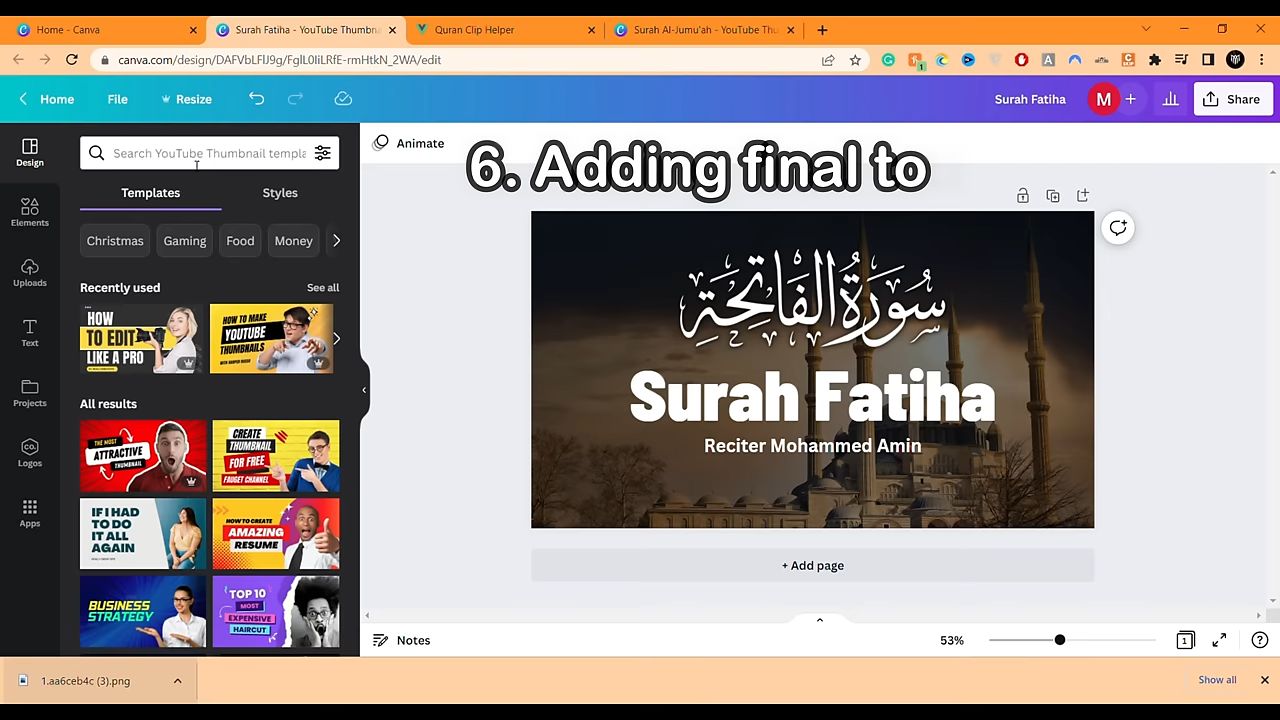 Home - Canva
Surah Fatiha - YouTube Thumbna
Quran Clip Helper
Surah Al-Jumu'ah - YouTube Thu
canva.com/design/DAFVbLFIJ9g/FglL0IiLRfE-rmHtkN_2WA/edit
Home
File
Resize
Surah Fatiha
M
Share
Design
Elements
Uploads
Text
Projects
Logos
Apps
Search YouTube Thumbnail templa
Templates
Styles
Christmas
Gaming
Food
Money
Recently used
See all
HOW
TO EDIT
LIKE A PRO
HOW TO MAKE
YOUTUBE
THUMBNAILS
All results
THE MOST
ATTRACTIVE
THUMBNAIL
CREATE
THUMBNAIL
FOR FREE
FAUGET CHANNEL
IF I HAD
TO DO
IT ALL
AGAIN
HOW TO CREATE
AMAZING
RESUME
BUSINESS
STRATEGY
TOP 10
MOST
EXPENSIVE
HAIRCUT
Animate
6. Adding final to
سُورَةُ الفَاتِحَةِ
Surah Fatiha
Reciter Mohammed Amin
+ Add page
Notes
53%
1
1.aa6ceb4c (3).png
Show all